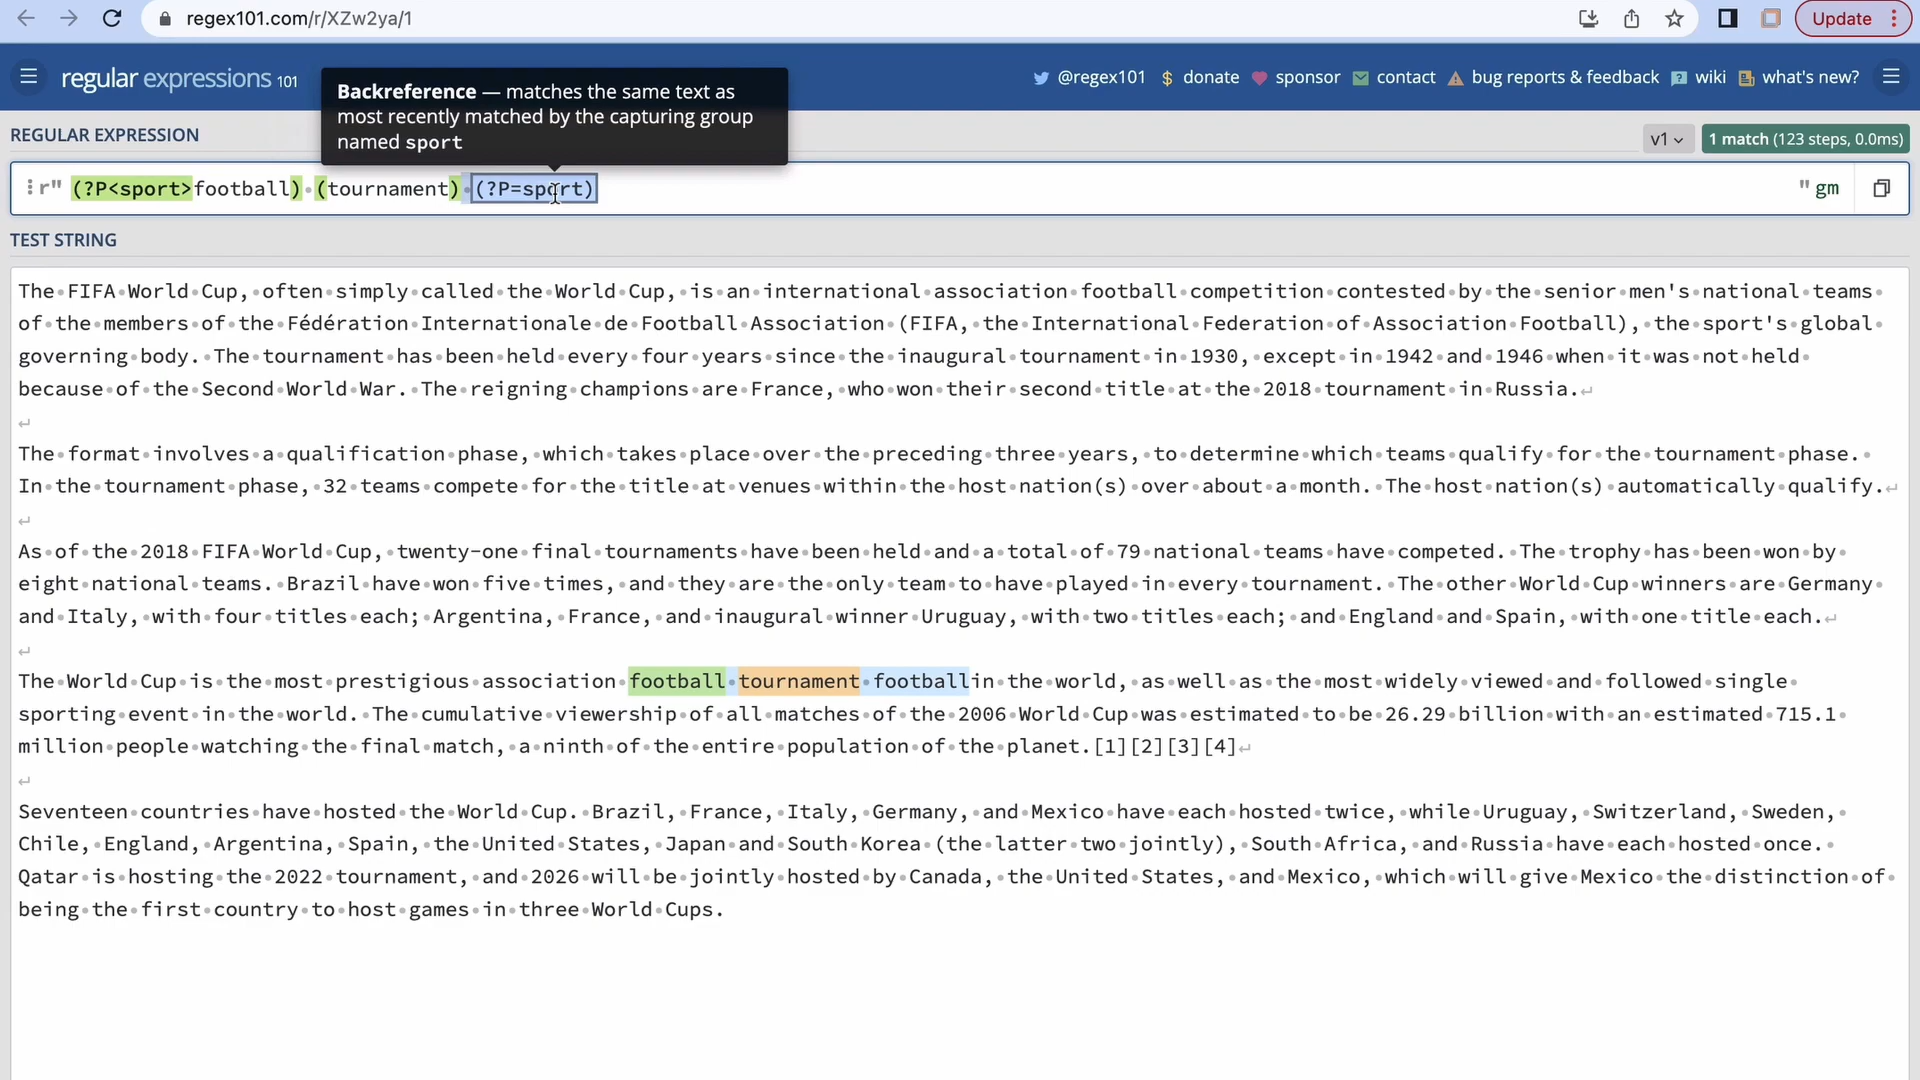 regex101.com/r/XZw2ya/1
Update
regular expressions 101
@regex101 $ donate sponsor contact bug reports & feedback wiki what's new?
Backreference — matches the same text as
most recently matched by the capturing group
named sport
REGULAR EXPRESSION
v1
1 match (123 steps, 0.0ms)
r" (?P<sport>football) (tournament) (?P=sport) " gm
TEST STRING
The FIFA World Cup, often simply called the World Cup, is an international association football competition contested by the senior men's national teams
of the members of the Fédération Internationale de Football Association (FIFA, the International Federation of Association Football), the sport's global
governing body. The tournament has been held every four years since the inaugural tournament in 1930, except in 1942 and 1946 when it was not held
because of the Second World War. The reigning champions are France, who won their second title at the 2018 tournament in Russia.
The format involves a qualification phase, which takes place over the preceding three years, to determine which teams qualify for the tournament phase.
In the tournament phase, 32 teams compete for the title at venues within the host nation(s) over about a month. The host nation(s) automatically qualify.
As of the 2018 FIFA World Cup, twenty-one final tournaments have been held and a total of 79 national teams have competed. The trophy has been won by
eight national teams. Brazil have won five times, and they are the only team to have played in every tournament. The other World Cup winners are Germany
and Italy, with four titles each; Argentina, France, and inaugural winner Uruguay, with two titles each; and England and Spain, with one title each.
The World Cup is the most prestigious association football tournament footballin the world, as well as the most widely viewed and followed single
sporting event in the world. The cumulative viewership of all matches of the 2006 World Cup was estimated to be 26.29 billion with an estimated 715.1
million people watching the final match, a ninth of the entire population of the planet.[1][2][3][4]
Seventeen countries have hosted the World Cup. Brazil, France, Italy, Germany, and Mexico have each hosted twice, while Uruguay, Switzerland, Sweden,
Chile, England, Argentina, Spain, the United States, Japan and South Korea (the latter two jointly), South Africa, and Russia have each hosted once.
Qatar is hosting the 2022 tournament, and 2026 will be jointly hosted by Canada, the United States, and Mexico, which will give Mexico the distinction of
being the first country to host games in three World Cups.